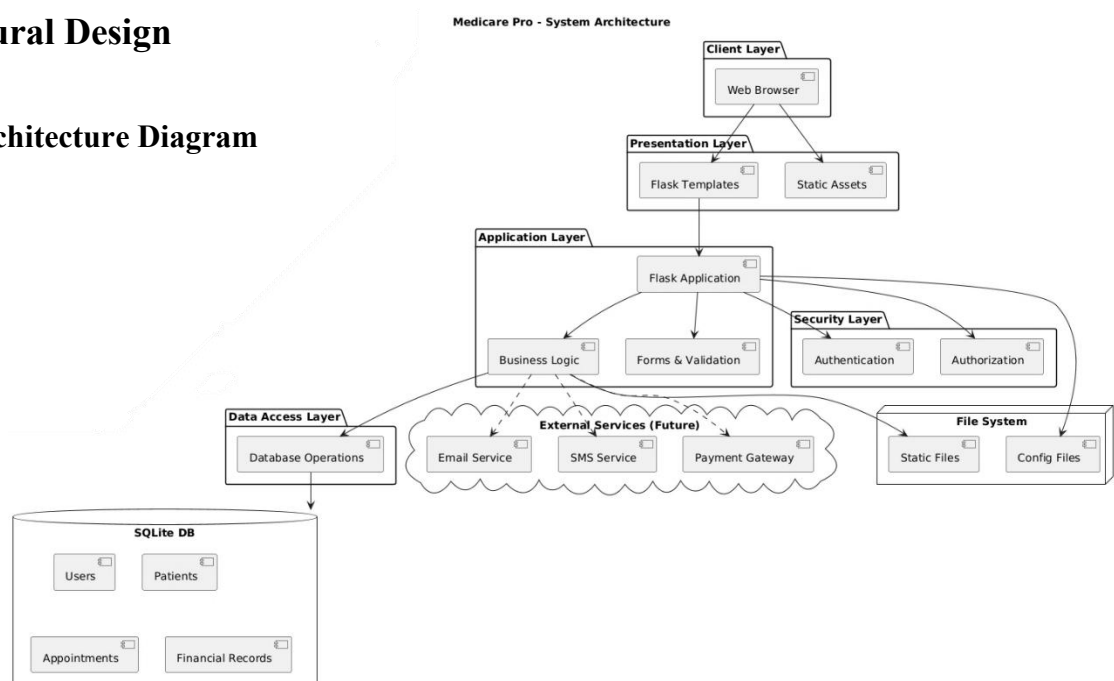 ural Design
Medicare Pro - System Architecture
chitecture Diagram
Client Layer
Web Browser
Presentation Layer
Flask Templates
Static Assets
Application Layer
Flask Application
Security Layer
Business Logic
Forms & Validation
Authentication
Authorization
Data Access Layer
External Services (Future)
File System
Database Operations
Email Service
SMS Service
Payment Gateway
Static Files
Config Files
SQLite DB
Users
Patients
Appointments
Financial Records